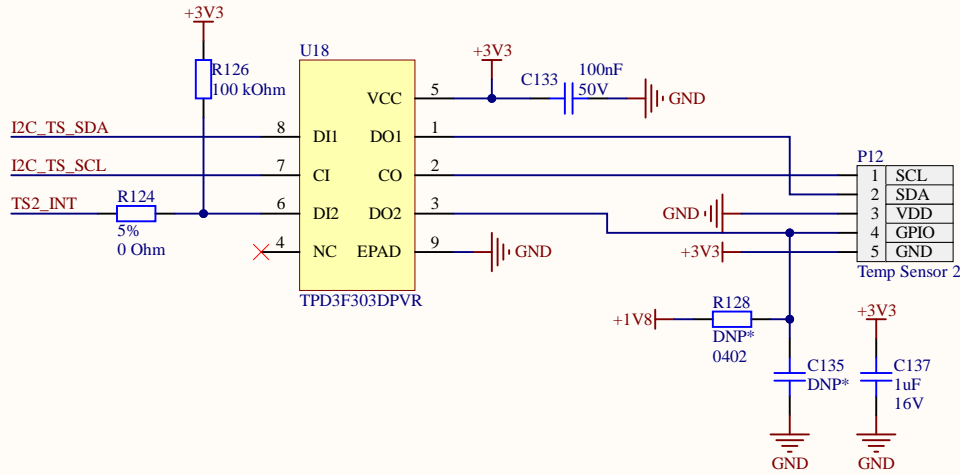 +3V3
U18
+3V3
R126
100 kOhm
C133
100nF
50V
VCC
5
GND
I2C_TS_SDA
8
DI1
DO1
1
P12
I2C_TS_SCL
7
CI
CO
2
1
SCL
TS2_INT
R124
2
SDA
6
DI2
DO2
3
GND
3
VDD
5%
0 Ohm
4
GPIO
4
NC
EPAD
9
GND
+3V3
5
GND
TPD3F303DPVR
Temp Sensor 2
R128
+1V8
+3V3
DNP*
0402
C135
DNP*
C137
1uF
16V
GND
GND